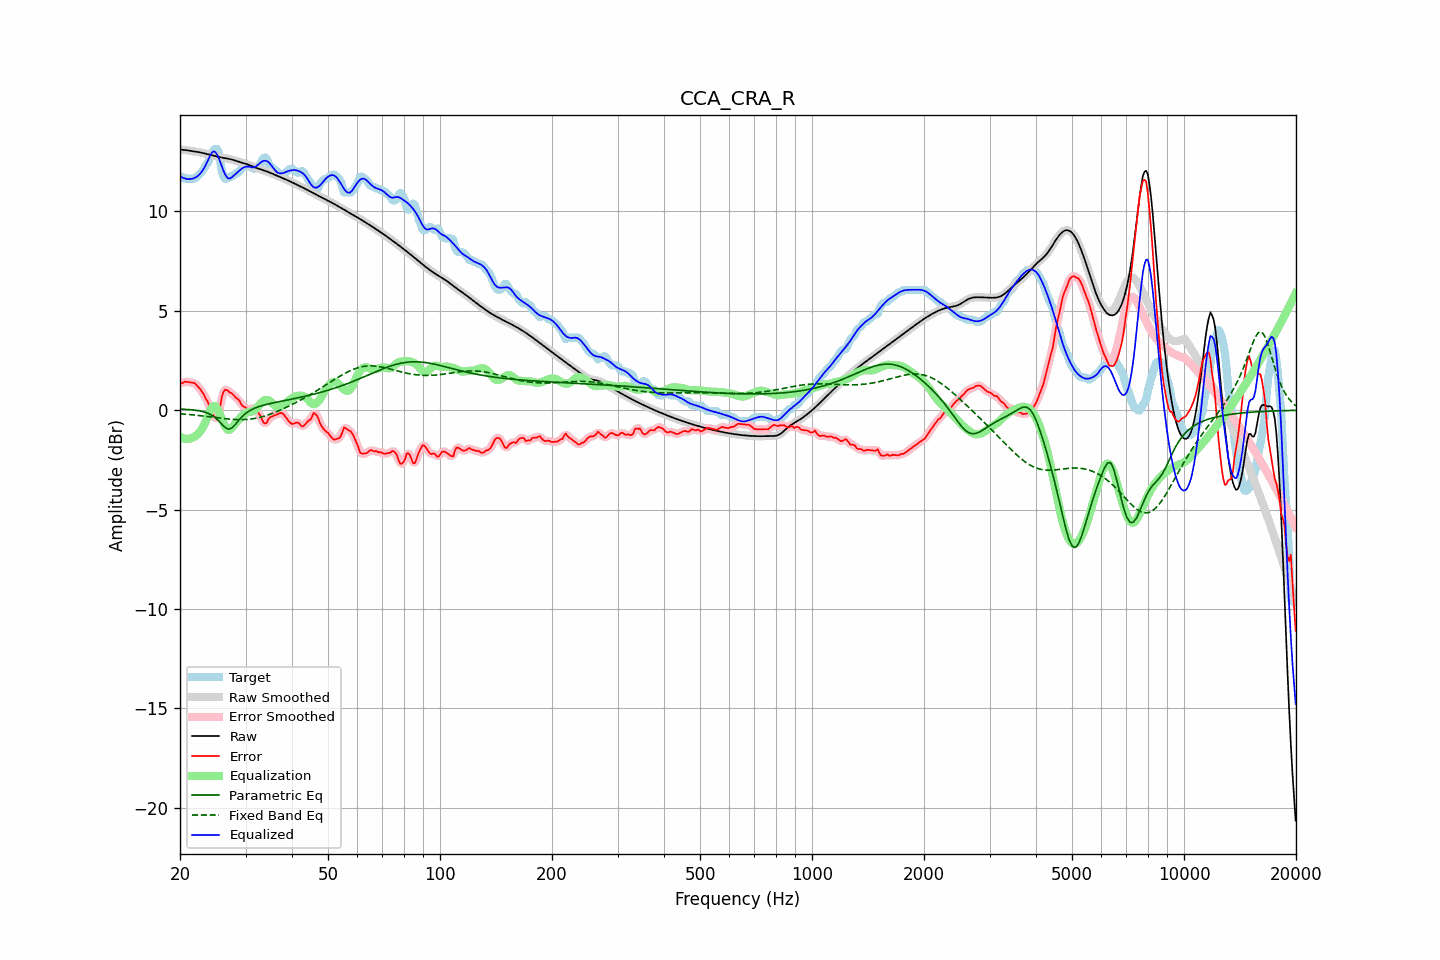 CCA_CRA_R
Amplitude (dBr)
10
5
0
−5
−10
−15
−20
Target
Raw Smoothed
Error Smoothed
Raw
Error
Equalization
Parametric Eq
Fixed Band Eq
Equalized
20 50 100 200 500 1000 2000 5000 10000 20000
Frequency (Hz)